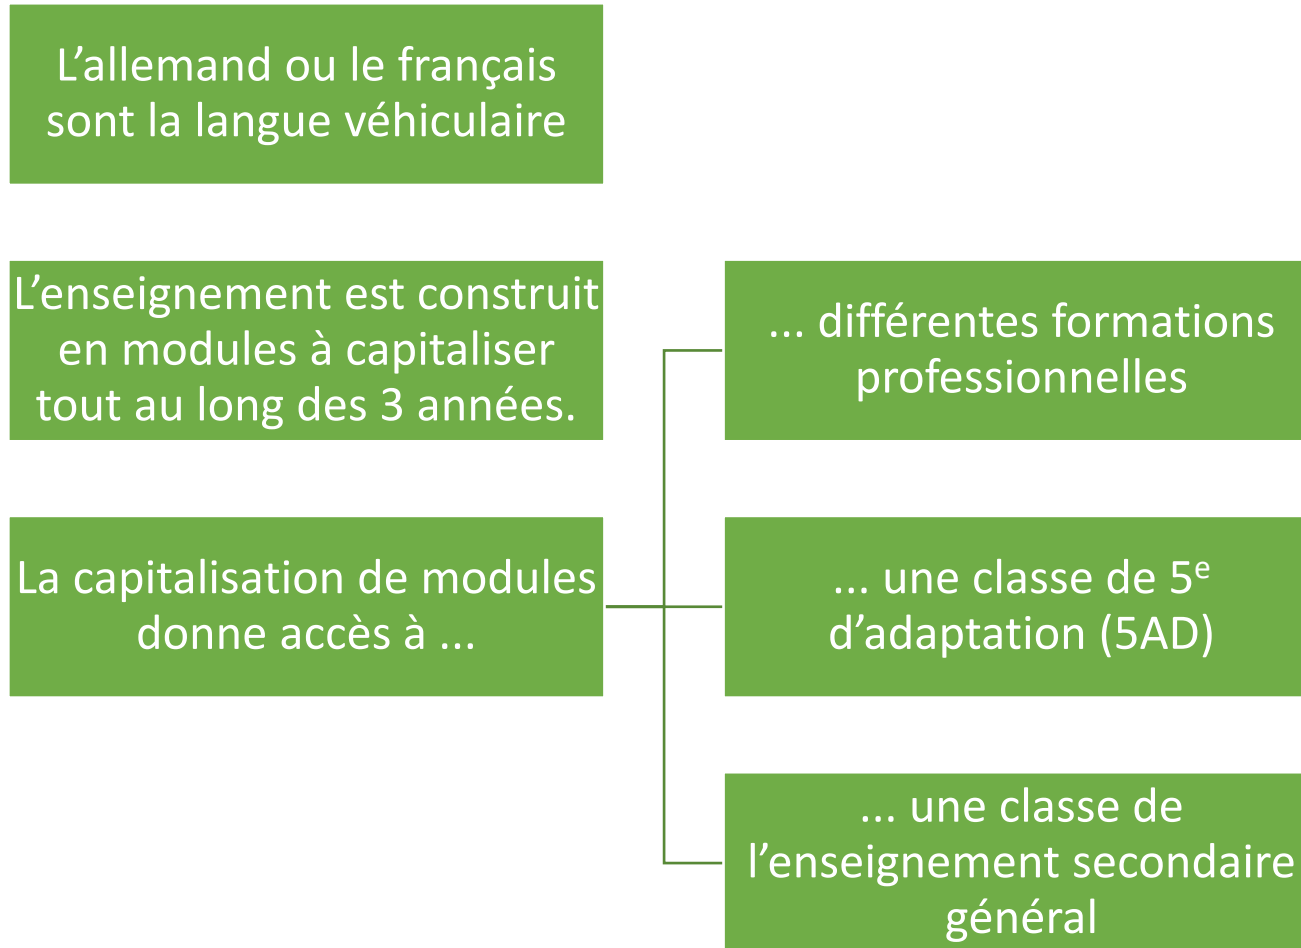 L’allemand ou le français
sont la langue véhiculaire
L’enseignement est construit
en modules à capitaliser
tout au long des 3 années.
La capitalisation de modules
donne accès à ...
... différentes formations
professionnelles
... une classe de 5e
d’adaptation (5AD)
... une classe de
l’enseignement secondaire
général